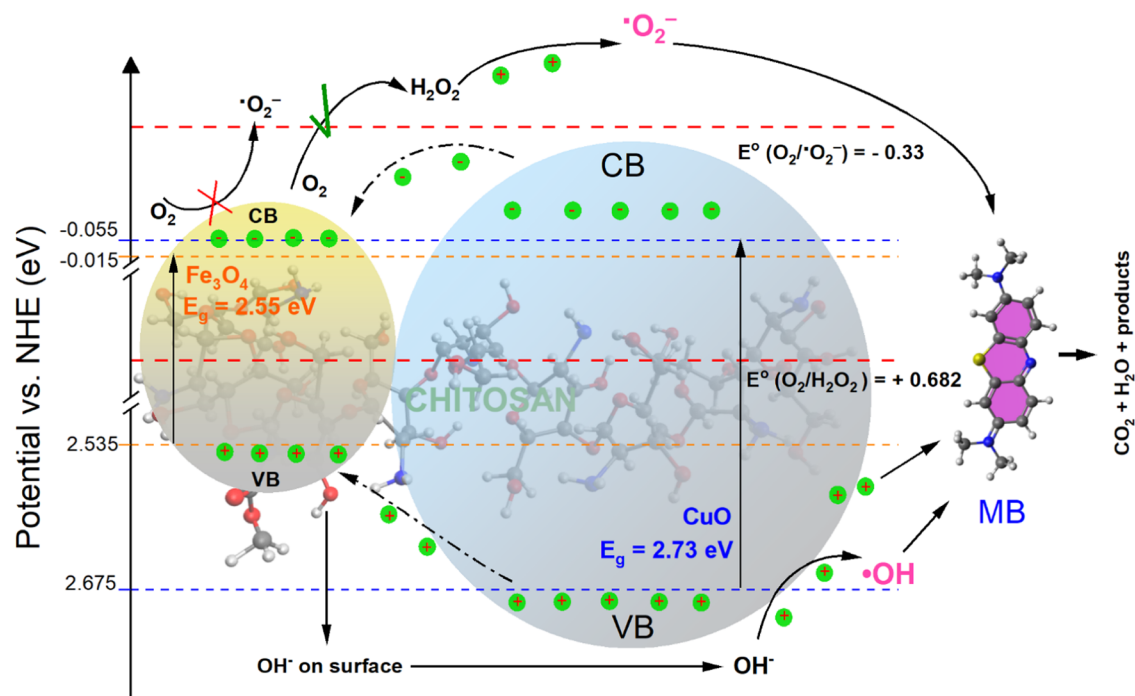 •O₂⁻
H₂O₂
•O₂⁻
O₂
O₂
CB
CB
E° (O₂/•O₂⁻) = - 0.33
-0.055
-0.015
Fe₃O₄
E_g = 2.55 eV
Potential vs. NHE (eV)
CHITOSAN
E° (O₂/H₂O₂) = + 0.682
CO₂ + H₂O + products
2.535
VB
CuO
E_g = 2.73 eV
MB
•OH
2.675
VB
OH⁻ on surface
OH⁻